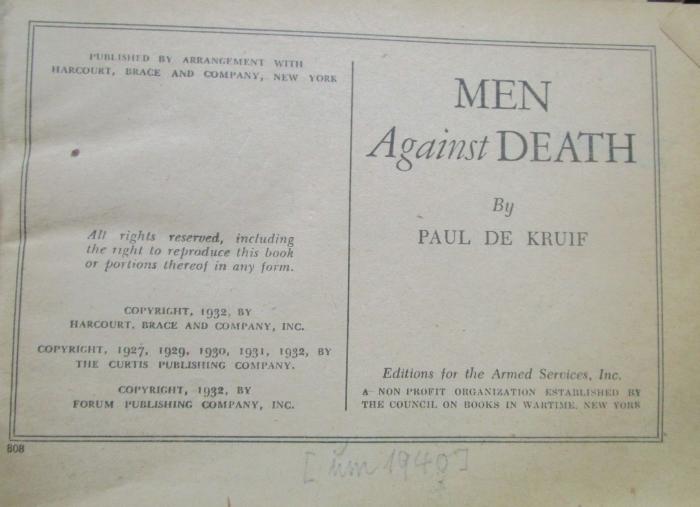 PUBLISHED BY ARRANGEMENT WITH
HARCOURT, BRACE AND COMPANY, NEW YORK
All rights reserved, including
the right to reproduce this book
or portions thereof in any form.
COPYRIGHT, 1932, BY
HARCOURT, BRACE AND COMPANY, INC.
COPYRIGHT, 1927, 1929, 1930, 1931, 1932, BY
THE CURTIS PUBLISHING COMPANY.
COPYRIGHT, 1932, BY
FORUM PUBLISHING COMPANY, INC.
808
MEN
Against DEATH
By
PAUL DE KRUIF
Editions for the Armed Services, Inc.
A NON-PROFIT ORGANIZATION ESTABLISHED BY
THE COUNCIL ON BOOKS IN WARTIME, NEW YORK
[um 1940]